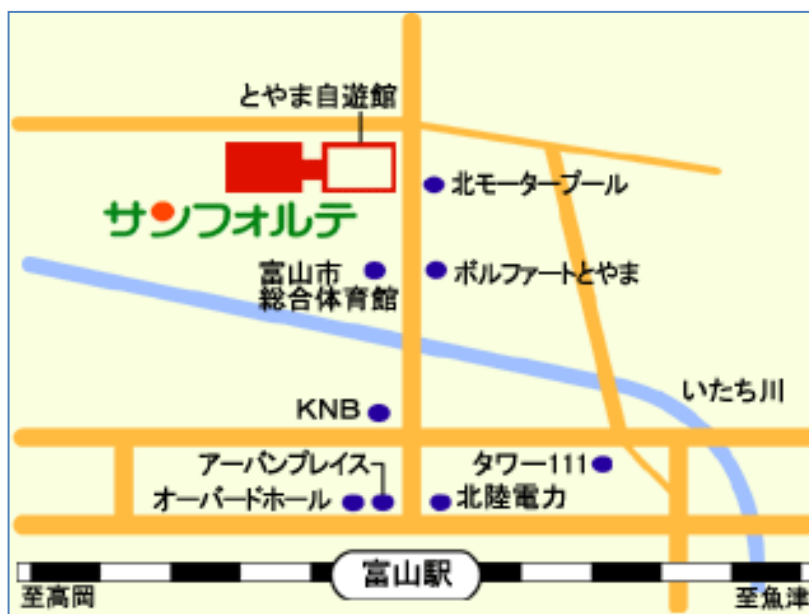 とやま自遊館
北モータープール
サンフォルテ
富山市
総合体育館
ボルファートとやま
いたち川
KNB
アーバンプレイス
タワー111
オーバードホール
北陸電力
富山駅
至高岡
至魚津